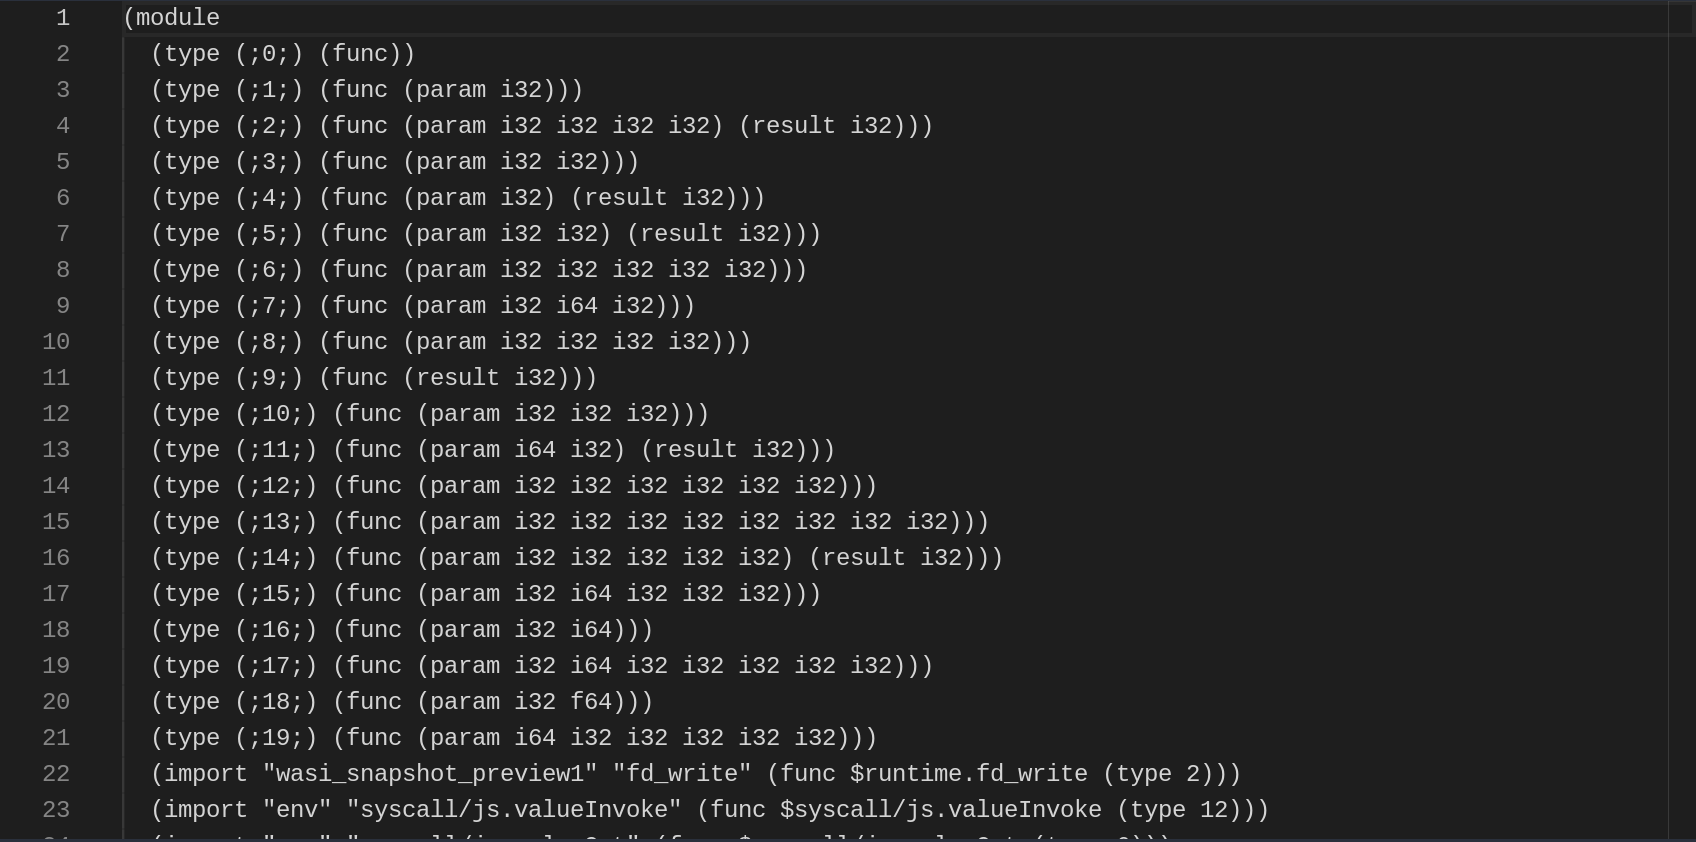 1 (module
2 (type (;0;) (func))
3 (type (;1;) (func (param i32)))
4 (type (;2;) (func (param i32 i32 i32 i32) (result i32)))
5 (type (;3;) (func (param i32 i32)))
6 (type (;4;) (func (param i32) (result i32)))
7 (type (;5;) (func (param i32 i32) (result i32)))
8 (type (;6;) (func (param i32 i32 i32 i32 i32)))
9 (type (;7;) (func (param i32 i64 i32)))
10 (type (;8;) (func (param i32 i32 i32 i32)))
11 (type (;9;) (func (result i32)))
12 (type (;10;) (func (param i32 i32 i32)))
13 (type (;11;) (func (param i64 i32) (result i32)))
14 (type (;12;) (func (param i32 i32 i32 i32 i32 i32)))
15 (type (;13;) (func (param i32 i32 i32 i32 i32 i32 i32 i32)))
16 (type (;14;) (func (param i32 i32 i32 i32 i32) (result i32)))
17 (type (;15;) (func (param i32 i64 i32 i32 i32)))
18 (type (;16;) (func (param i32 i64)))
19 (type (;17;) (func (param i32 i64 i32 i32 i32 i32 i32)))
20 (type (;18;) (func (param i32 f64)))
21 (type (;19;) (func (param i64 i32 i32 i32 i32 i32)))
22 (import "wasi_snapshot_preview1" "fd_write" (func $runtime.fd_write (type 2)))
23 (import "env" "syscall/js.valueInvoke" (func $syscall/js.valueInvoke (type 12)))